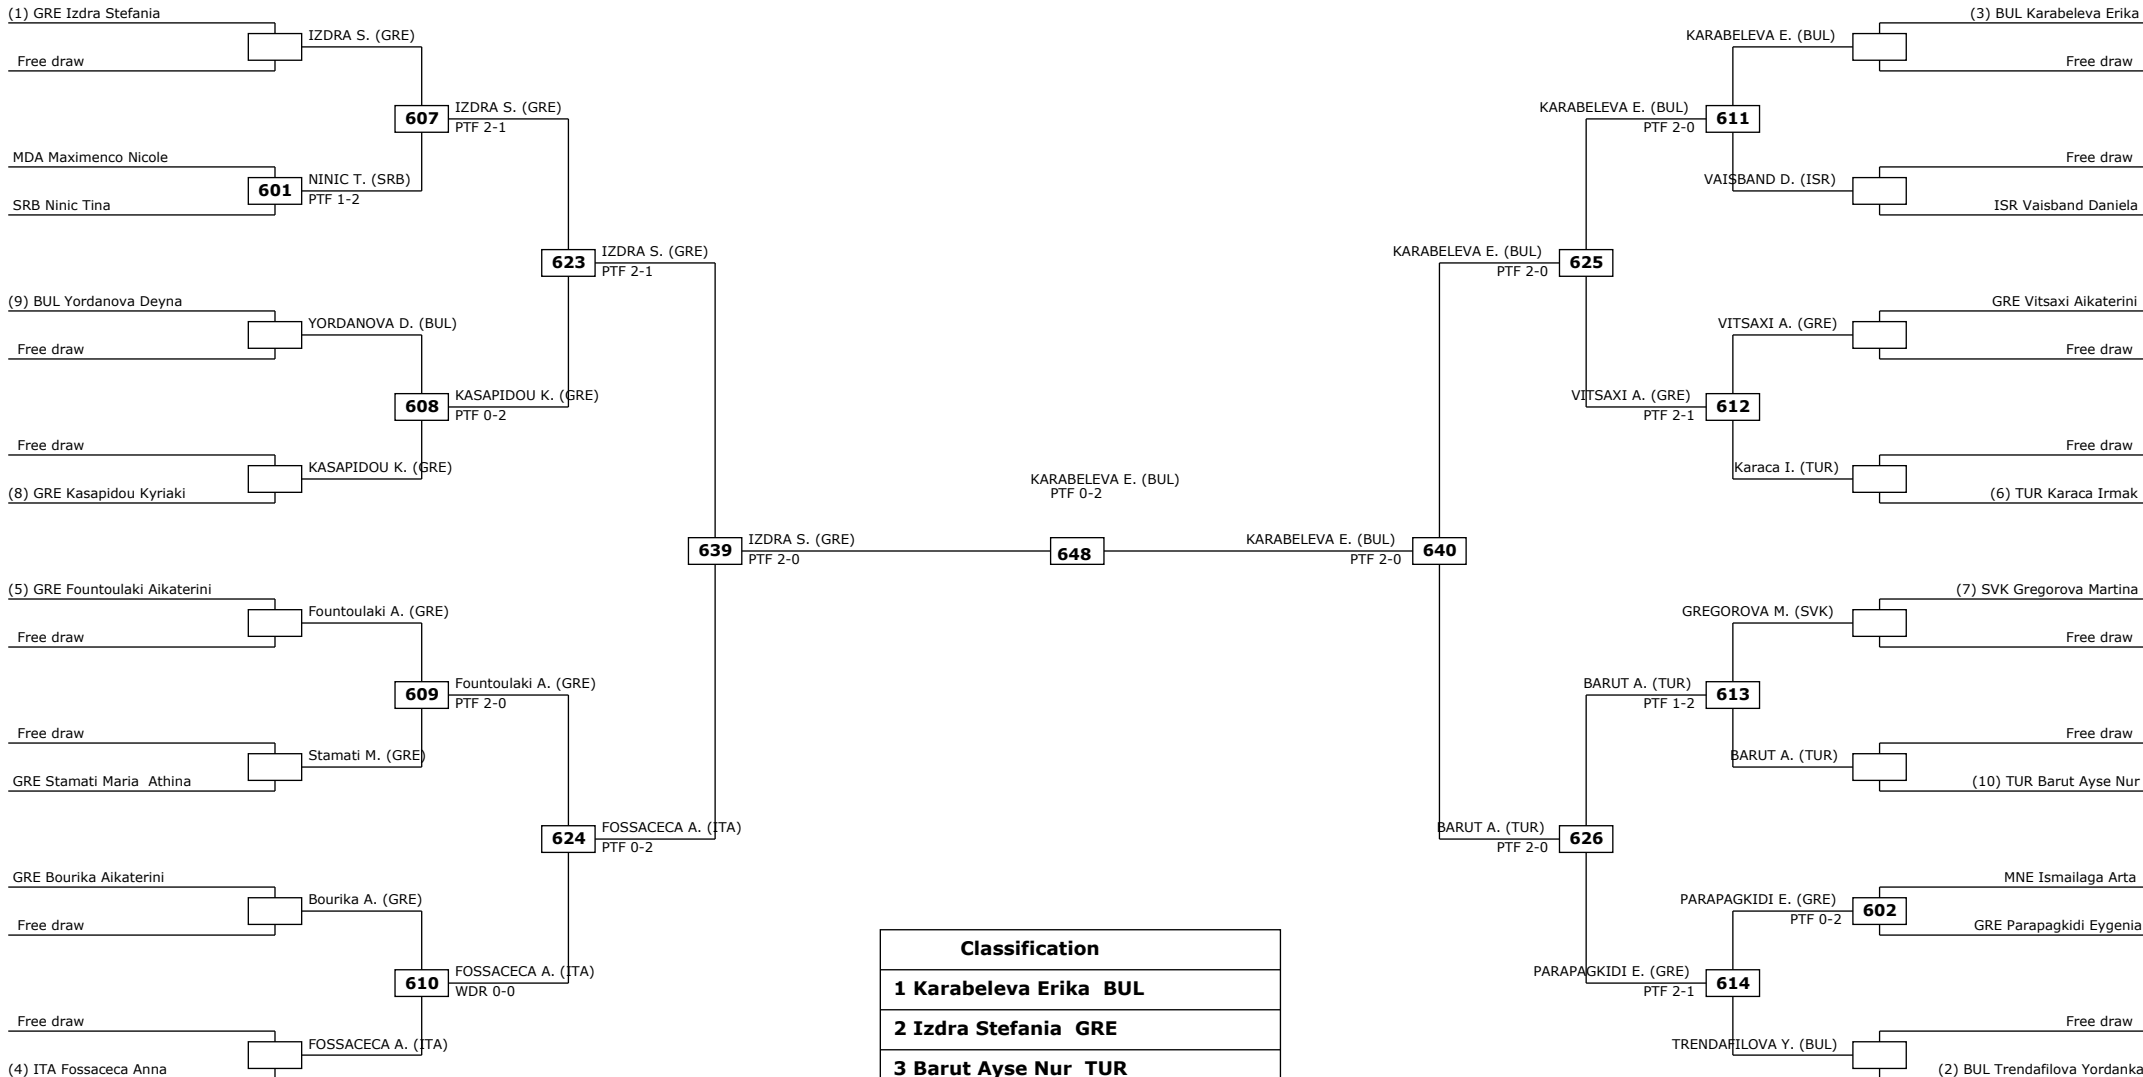 (1) GRE Izdra Stefania
IZDRA S. (GRE)
Free draw
607
IZDRA S. (GRE)
PTF 2-1
MDA Maximenco Nicole
601
NINIC T. (SRB)
PTF 1-2
SRB Ninic Tina
623
IZDRA S. (GRE)
PTF 2-1
(9) BUL Yordanova Deyna
YORDANOVA D. (BUL)
Free draw
608
KASAPIDOU K. (GRE)
PTF 0-2
Free draw
KASAPIDOU K. (GRE)
(8) GRE Kasapidou Kyriaki
639
IZDRA S. (GRE)
PTF 2-0
(5) GRE Fountoulaki Aikaterini
Fountoulaki A. (GRE)
Free draw
609
Fountoulaki A. (GRE)
PTF 2-0
Free draw
Stamati M. (GRE)
GRE Stamati Maria  Athina
624
FOSSACECA A. (ITA)
PTF 0-2
GRE Bourika Aikaterini
Bourika A. (GRE)
Free draw
610
FOSSACECA A. (ITA)
WDR 0-0
Free draw
FOSSACECA A. (ITA)
(4) ITA Fossaceca Anna
KARABELEVA E. (BUL)
PTF 0-2
648
(3) BUL Karabeleva Erika
KARABELEVA E. (BUL)
Free draw
KARABELEVA E. (BUL)
PTF 2-0
611
Free draw
VAISBAND D. (ISR)
ISR Vaisband Daniela
KARABELEVA E. (BUL)
PTF 2-0
625
GRE Vitsaxi Aikaterini
VITSAXI A. (GRE)
Free draw
VITSAXI A. (GRE)
PTF 2-1
612
Free draw
Karaca I. (TUR)
(6) TUR Karaca Irmak
KARABELEVA E. (BUL)
PTF 2-0
640
(7) SVK Gregorova Martina
GREGOROVA M. (SVK)
Free draw
BARUT A. (TUR)
PTF 1-2
613
Free draw
BARUT A. (TUR)
(10) TUR Barut Ayse Nur
BARUT A. (TUR)
PTF 2-0
626
MNE Ismailaga Arta
PARAPAGKIDI E. (GRE)
PTF 0-2
602
GRE Parapagkidi Eygenia
PARAPAGKIDI E. (GRE)
PTF 2-1
614
Free draw
TRENDAFILOVA Y. (BUL)
(2) BUL Trendafilova Yordanka
Classification
1 Karabeleva Erika  BUL
2 Izdra Stefania  GRE
3 Barut Ayse Nur  TUR